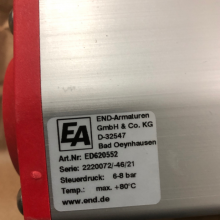 END-Armaturen
GmbH & Co. KG
D-32547
Bad Oeynhausen
EA
Art.Nr: ED620552
Serie: 2220072/-46/21
Steuerdruck: 6-8 bar
Temp.: max. +80°C
www.end.de